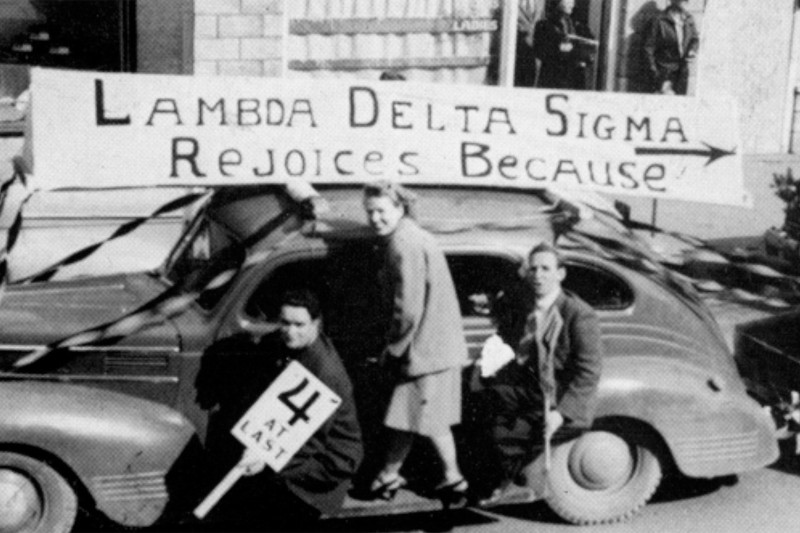 LAMBDA DELTA SIGMA
REJOICES BECAUSE
4
AT
LAST